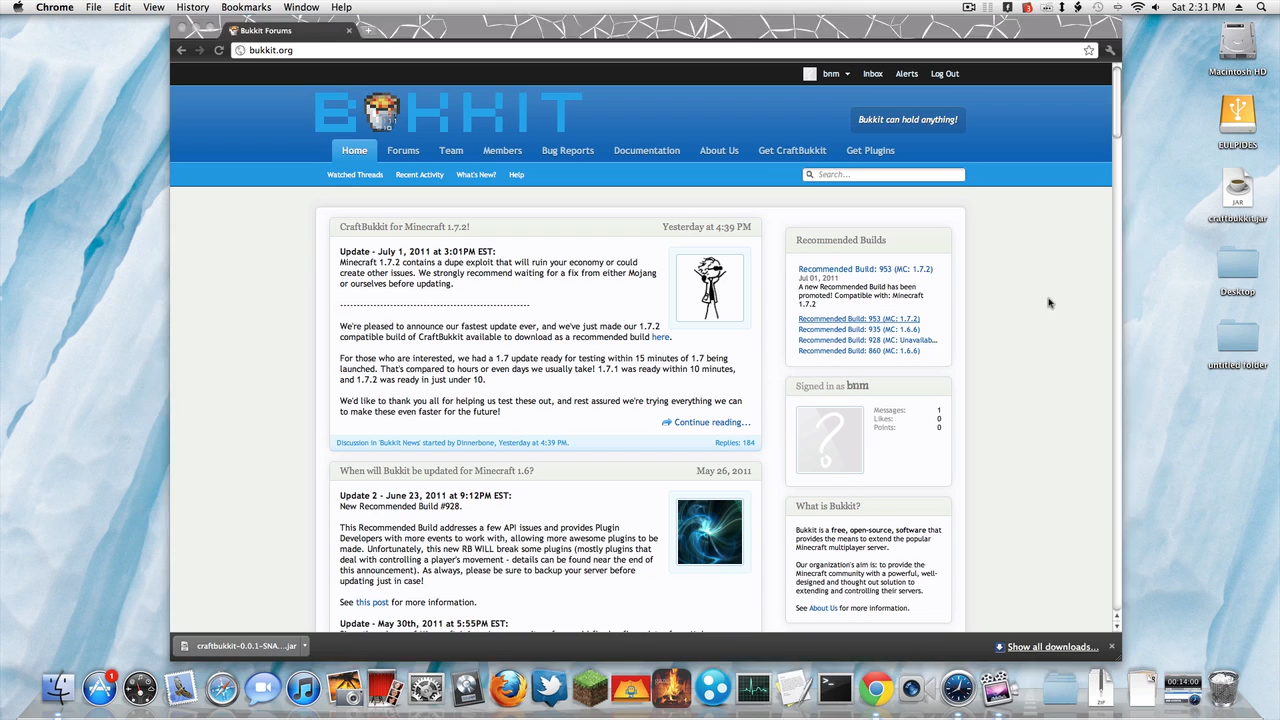 Chrome File Edit View History Bookmarks Window Help
3
Sat 2:31 PM
Bukkit Forums
bukkit.org
bnm Inbox Alerts Log Out
BUKKIT
Bukkit can hold anything!
Home Forums Team Members Bug Reports Documentation About Us Get CraftBukkit Get Plugins
Watched Threads Recent Activity What's New? Help
Search...
CraftBukkit for Minecraft 1.7.2! Yesterday at 4:39 PM
Update - July 1, 2011 at 3:01PM EST:
Minecraft 1.7.2 contains a dupe exploit that will ruin your economy or could
create other issues. We strongly recommend waiting for a fix from either Mojang
or ourselves before updating.
------------------------------------------------
We're pleased to announce our fastest update ever, and we've just made our 1.7.2
compatible build of CraftBukkit available to download as a recommended build here.
For those who are interested, we had a 1.7 update ready for testing within 15 minutes of 1.7 being
launched. That's compared to hours or even days we usually take! 1.7.1 was ready within 10 minutes,
and 1.7.2 was ready in just under 10.
We'd like to thank you all for helping us test these out, and rest assured we're trying everything we can
to make these even faster for the future!
Continue reading...
Discussion in 'Bukkit News' started by Dinnerbone, Yesterday at 4:39 PM. Replies: 184
When will Bukkit be updated for Minecraft 1.6? May 26, 2011
Update 2 - June 23, 2011 at 9:12PM EST:
New Recommended Build #928.
This Recommended Build addresses a few API issues and provides Plugin
Developers with more events to work with, allowing more awesome plugins to be
made. Unfortunately, this new RB WILL break some plugins (mostly plugins that
deal with controlling a player's movement - details can be found near the end of
this announcement). As always, please be sure to backup your server before
updating just in case!
See this post for more information.
Update - May 30th, 2011 at 5:55PM EST:
Recommended Builds
Recommended Build: 953 (MC: 1.7.2)
Jul 01, 2011
A new Recommended Build has been
promoted! Compatible with: Minecraft
1.7.2
Recommended Build: 953 (MC: 1.7.2)
Recommended Build: 935 (MC: 1.6.6)
Recommended Build: 928 (MC: Unavailab...
Recommended Build: 860 (MC: 1.6.6)
Signed in as bnm
Messages: 1
Likes: 0
Points: 0
What is Bukkit?
Bukkit is a free, open-source, software that
provides the means to extend the popular
Minecraft multiplayer server.
Our organization's aim is: to provide the
Minecraft community with a powerful, well-
designed and thought out solution to
extending and controlling their servers.
See About Us for more information.
craftbukkit-0.0.1-SNA....jar
Show all downloads...
Macintosh HD
EULPIDES
JAR
craftbukkit.jar
Desktop
untitled folder
1
ZIP
00:14:00